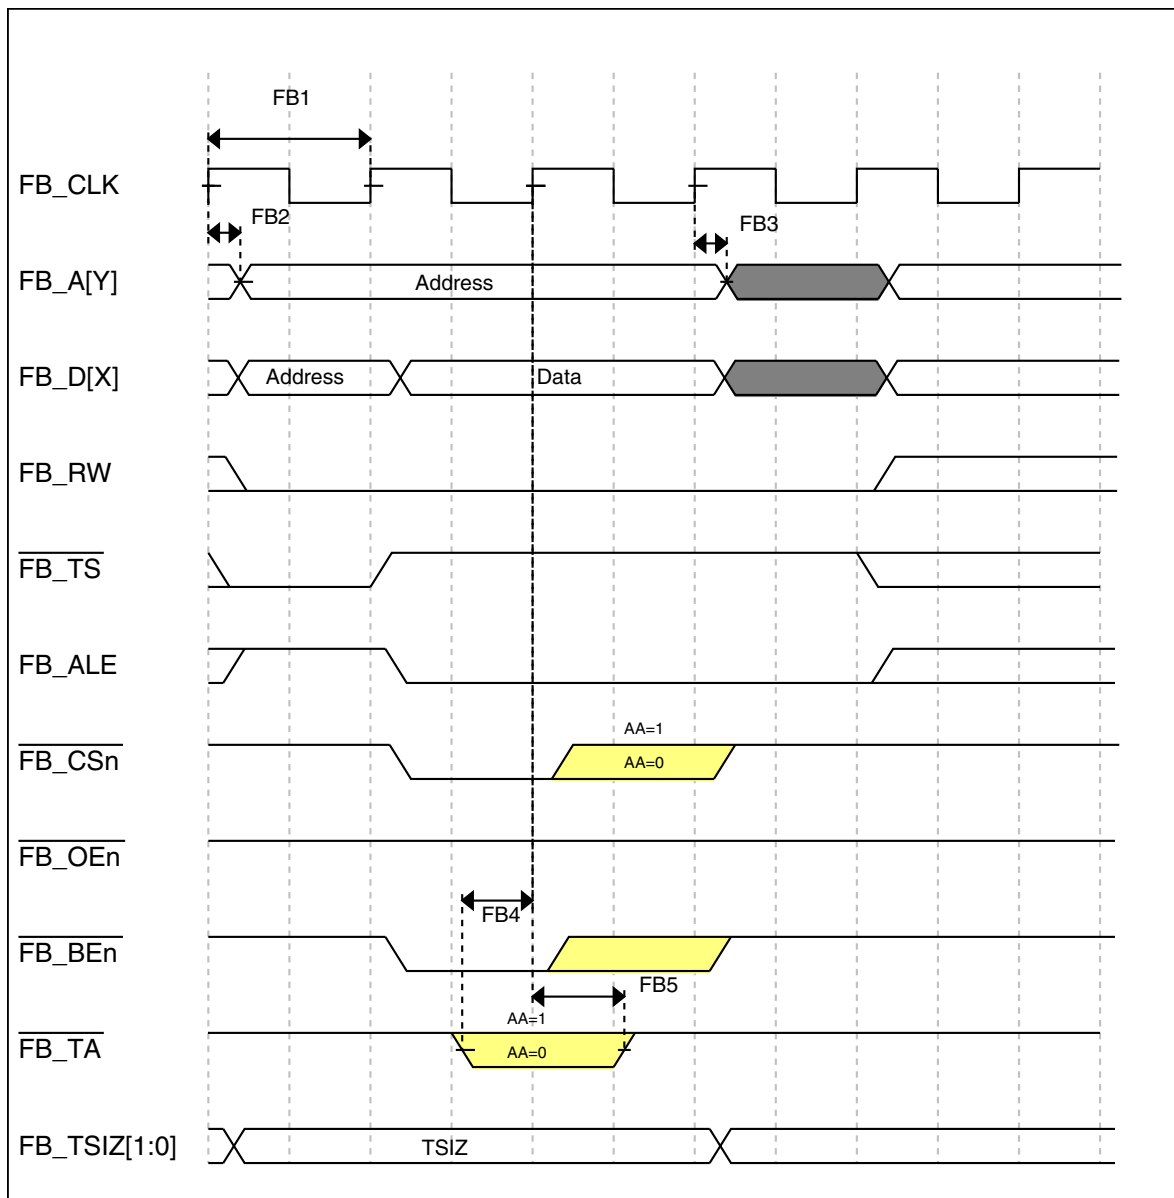 FB1
FB_CLK
FB2
FB3
FB_A[Y]
Address
FB_D[X]
Address
Data
FB_RW
FB_TS
FB_ALE
AA=1
FB_CSn
AA=0
FB_OEn
FB4
FB_BEn
FB5
AA=1
FB_TA
AA=0
FB_TSIZ[1:0]
TSIZ